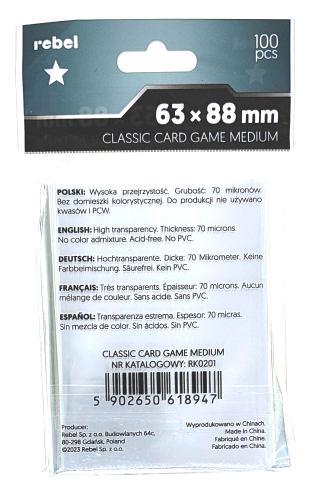 rebel
100
pcs
63 × 88 mm
CLASSIC CARD GAME MEDIUM
POLSKI: Wysoka przejrzystość. Grubość: 70 mikronów.
Bez domieszki kolorystycznej. Do produkcji nie używano
kwasów i PCW.
ENGLISH: High transparency. Thickness: 70 microns.
No color admixture. Acid-free. No PVC.
DEUTSCH: Hochtransparente. Dicke: 70 Mikrometer. Keine
Farbbeimischung. Säurefrei. Kein PVC.
FRANÇAIS: Très transparents. Épaisseur: 70 microns. Aucun
mélange de couleur. Sans acide. Sans PVC.
ESPAÑOL: Transparenza estrema. Espesor: 70 micras.
Sin mezcla de color. Sin ácidos. Sin PVC.
CLASSIC CARD GAME MEDIUM
NR KATALOGOWY: RK0201
5 902650 618947
Producer:
Rebel Sp. z o.o. Budowlanych 64c,
80-298 Gdańsk, Poland
©2023 Rebel Sp. z o.o.
Wyprodukowano w Chinach.
Made in China.
Fabriqué en Chine.
Fabricado en China.